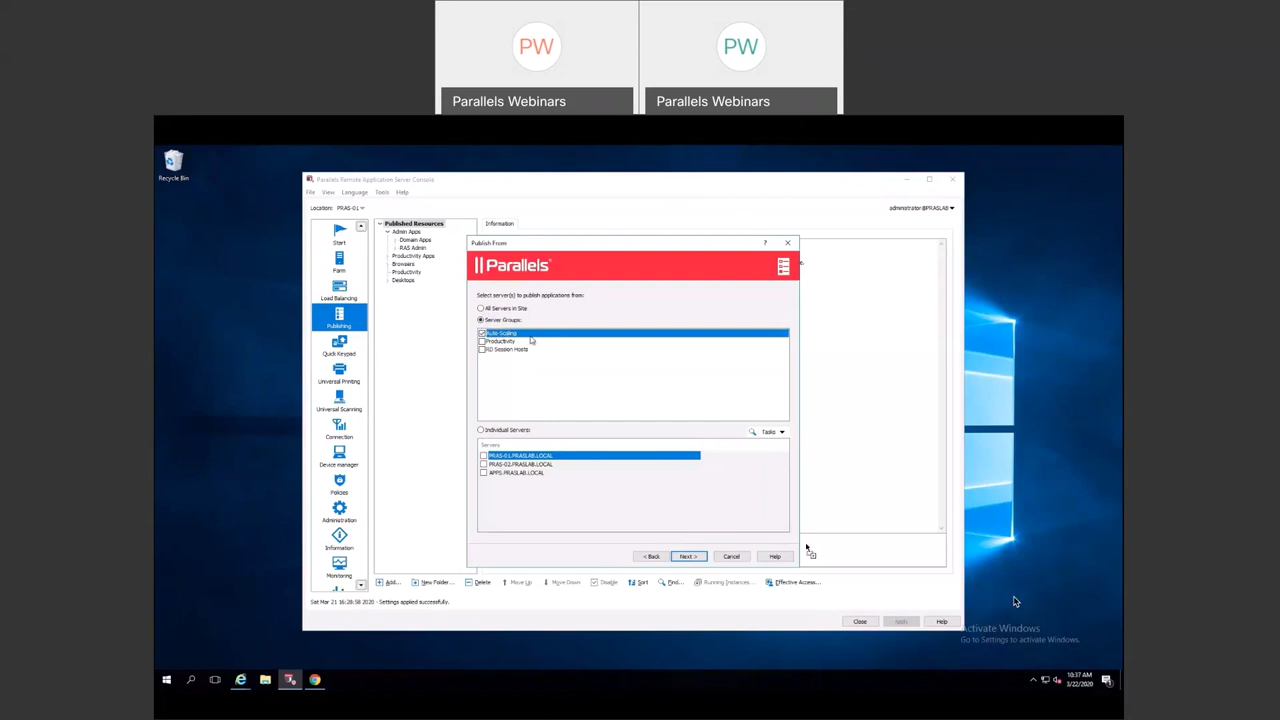 PW
PW
Parallels Webinars
Parallels Webinars
Recycle Bin
Parallels Remote Application Server Console
File View Language Tools Help
Location: PRAS-01
administrator@PRASLAB
Start
Farm
Load Balancing
Publishing
Quick Keypad
Universal Printing
Universal Scanning
Connection
Device manager
Policies
Administration
Information
Monitoring
Published Resources
Admin Apps
Domain Apps
RAS Admin
Productivity Apps
Browsers
Productivity
Desktops
Information
Publish From
?
Parallels®
Select server(s) to publish applications from:
All Servers in Site
Server Groups:
Auto-Scaling
Productivity
RD Session Hosts
Individual Servers:
Tasks
Servers
PRAS-01.PRASLAB.LOCAL
PRAS-02.PRASLAB.LOCAL
APPS.PRASLAB.LOCAL
< Back Next > Cancel Help
Add... New Folder... Delete Move Up Move Down Disable Sort Find... Running Instances... Effective Access...
Sat Mar 21 16:28:58 2020 - Settings applied successfully.
Close Apply Help
Activate Windows
Go to Settings to activate Windows.
10:37 AM
3/22/2020